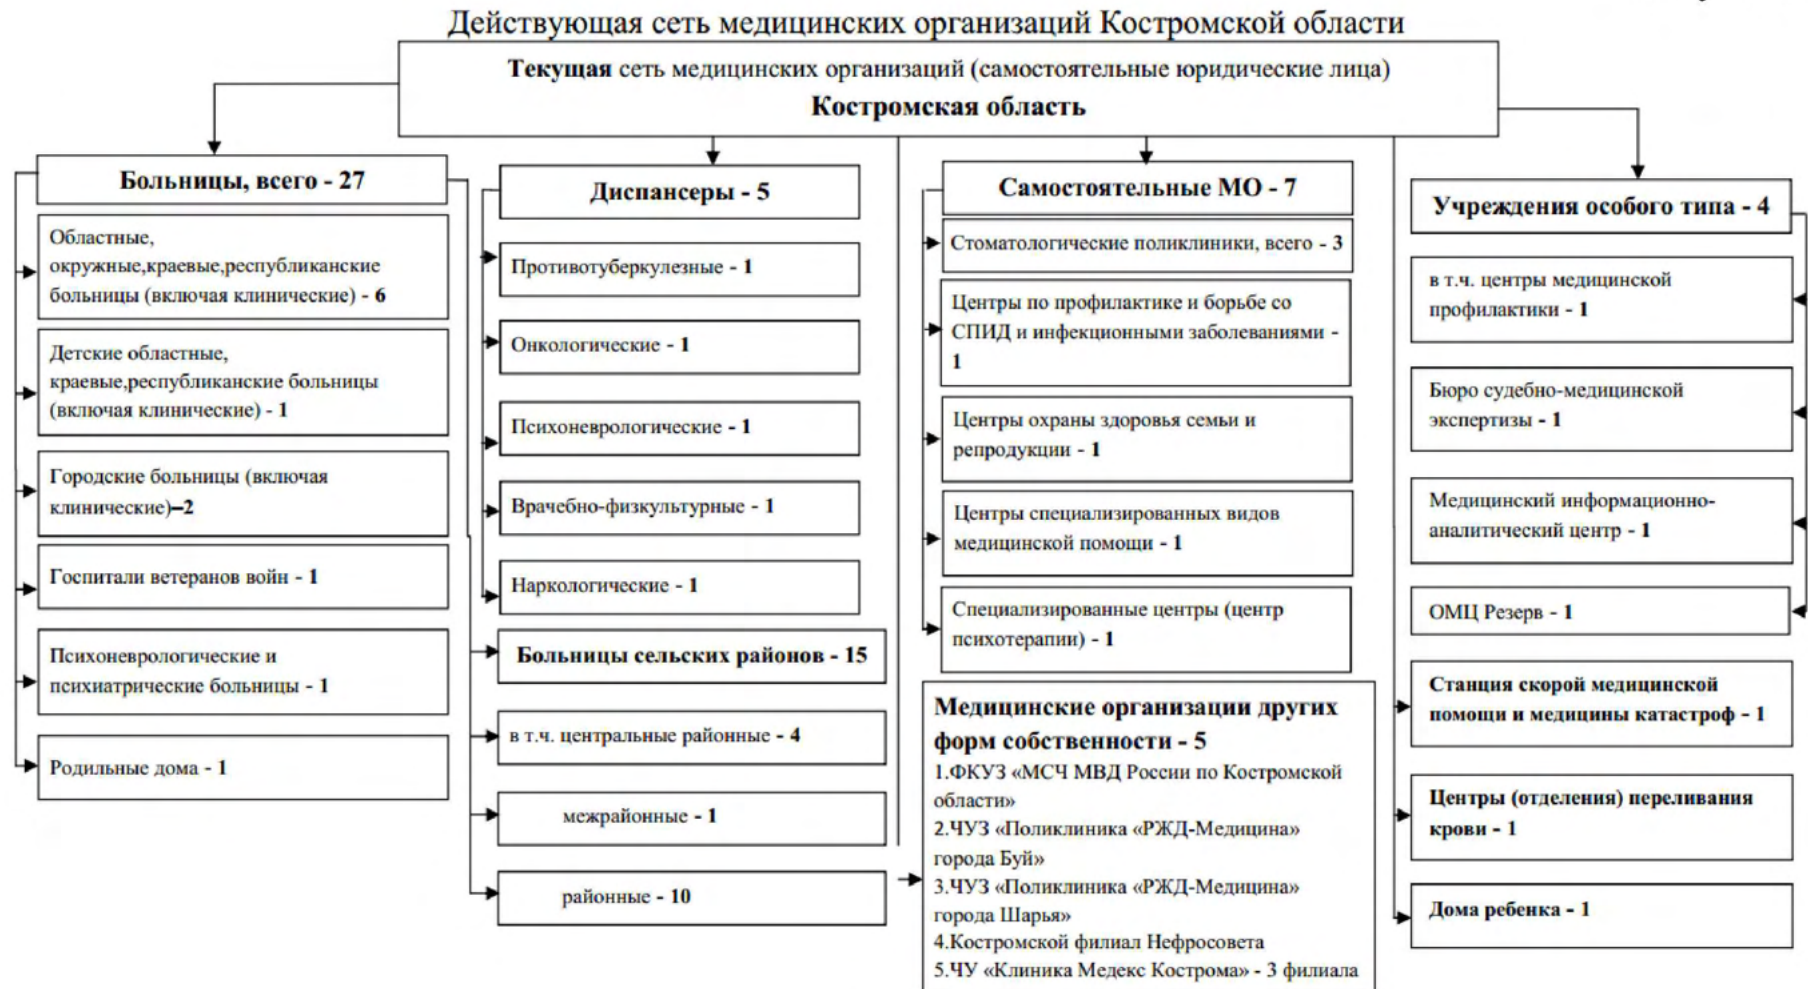 Действующая сеть медицинских организаций Костромской области
Текущая сеть медицинских организаций (самостоятельные юридические лица)
Костромская область
Больницы, всего - 27
Областные,
окружные,краевые,республиканские
больницы (включая клинические) - 6
Детские областные,
краевые,республиканские больницы
(включая клинические) - 1
Городские больницы (включая
клинические)–2
Госпитали ветеранов войн - 1
Психоневрологические и
психиатрические больницы - 1
Родильные дома - 1
Диспансеры - 5
Противотуберкулезные - 1
Онкологические - 1
Психоневрологические - 1
Врачебно-физкультурные - 1
Наркологические - 1
Больницы сельских районов - 15
в т.ч. центральные районные - 4
межрайонные - 1
районные - 10
Самостоятельные МО - 7
Стоматологические поликлиники, всего - 3
Центры по профилактике и борьбе со
СПИД и инфекционными заболеваниями -
1
Центры охраны здоровья семьи и
репродукции - 1
Центры специализированных видов
медицинской помощи - 1
Специализированные центры (центр
психотерапии) - 1
Медицинские организации других
форм собственности - 5
1.ФКУЗ «МСЧ МВД России по Костромской
области»
2.ЧУЗ «Поликлиника «РЖД-Медицина»
города Буй»
3.ЧУЗ «Поликлиника «РЖД-Медицина»
города Шарья»
4.Костромской филиал Нефросовета
5.ЧУ «Клиника Медекс Кострома» - 3 филиала
Учреждения особого типа - 4
в т.ч. центры медицинской
профилактики - 1
Бюро судебно-медицинской
экспертизы - 1
Медицинский информационно-
аналитический центр - 1
ОМЦ Резерв - 1
Станция скорой медицинской
помощи и медицины катастроф - 1
Центры (отделения) переливания
крови - 1
Дома ребенка - 1